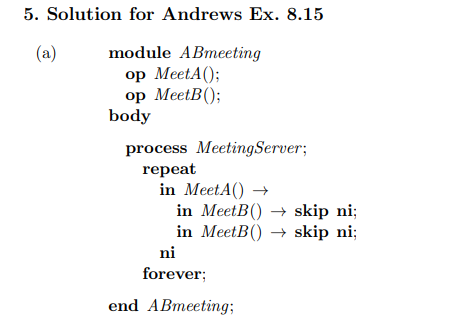 5. Solution for Andrews Ex. 8.15
(a) module ABmeeting
op MeetA();
op MeetB();
body
process MeetingServer;
repeat
in MeetA() →
in MeetB() → skip ni;
in MeetB() → skip ni;
ni
forever;
end ABmeeting;